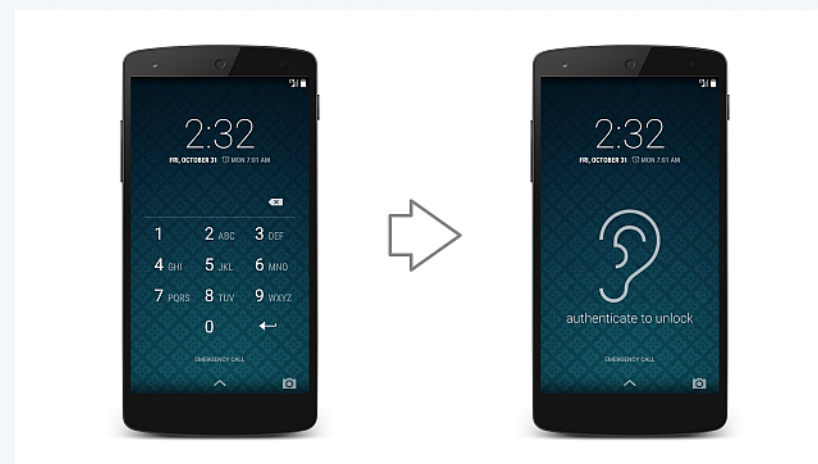 2:32
FRI, OCTOBER 31 MON 7:01 AM
1 2 ABC 3 DEF
4 GHI 5 JKL 6 MNO
7 PQRS 8 TUV 9 WXYZ
0
EMERGENCY CALL
2:32
FRI, OCTOBER 31 MON 7:01 AM
authenticate to unlock
EMERGENCY CALL